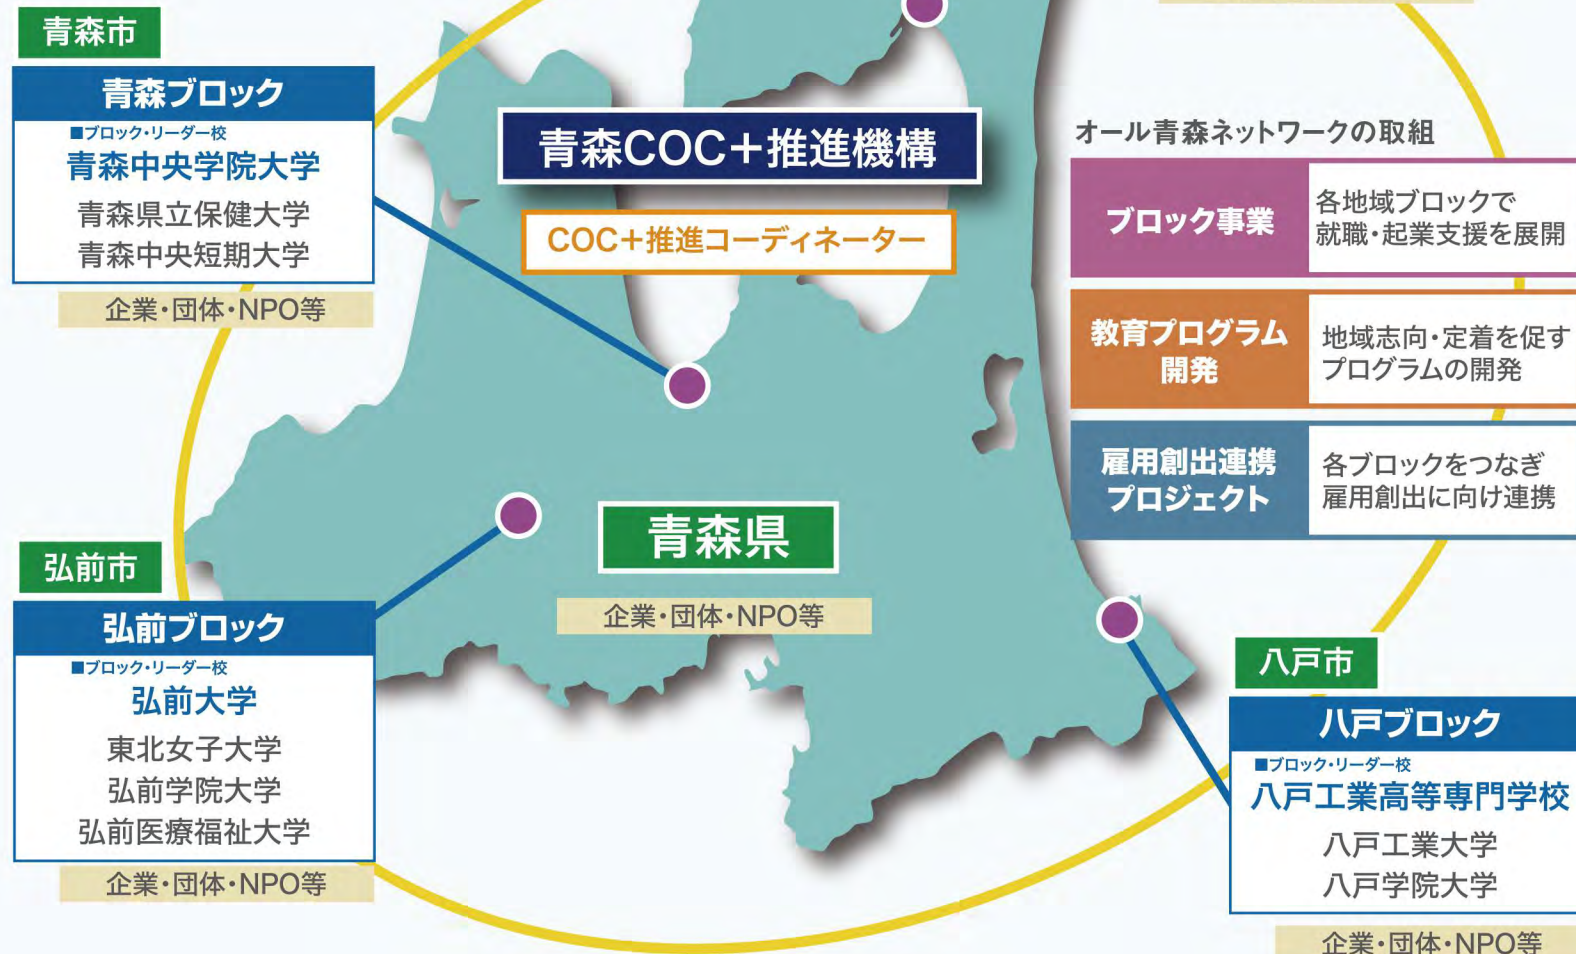 青森市
青森ブロック
■ブロック・リーダー校
青森中央学院大学
青森県立保健大学
青森中央短期大学
企業・団体・NPO等
青森COC＋推進機構
COC＋推進コーディネーター
オール青森ネットワークの取組
ブロック事業
各地域ブロックで
就職・起業支援を展開
教育プログラム
開発
地域志向・定着を促す
プログラムの開発
雇用創出連携
プロジェクト
各ブロックをつなぎ
雇用創出に向け連携
青森県
企業・団体・NPO等
弘前市
弘前ブロック
■ブロック・リーダー校
弘前大学
東北女子大学
弘前学院大学
弘前医療福祉大学
企業・団体・NPO等
八戸市
八戸ブロック
■ブロック・リーダー校
八戸工業高等専門学校
八戸工業大学
八戸学院大学
企業・団体・NPO等